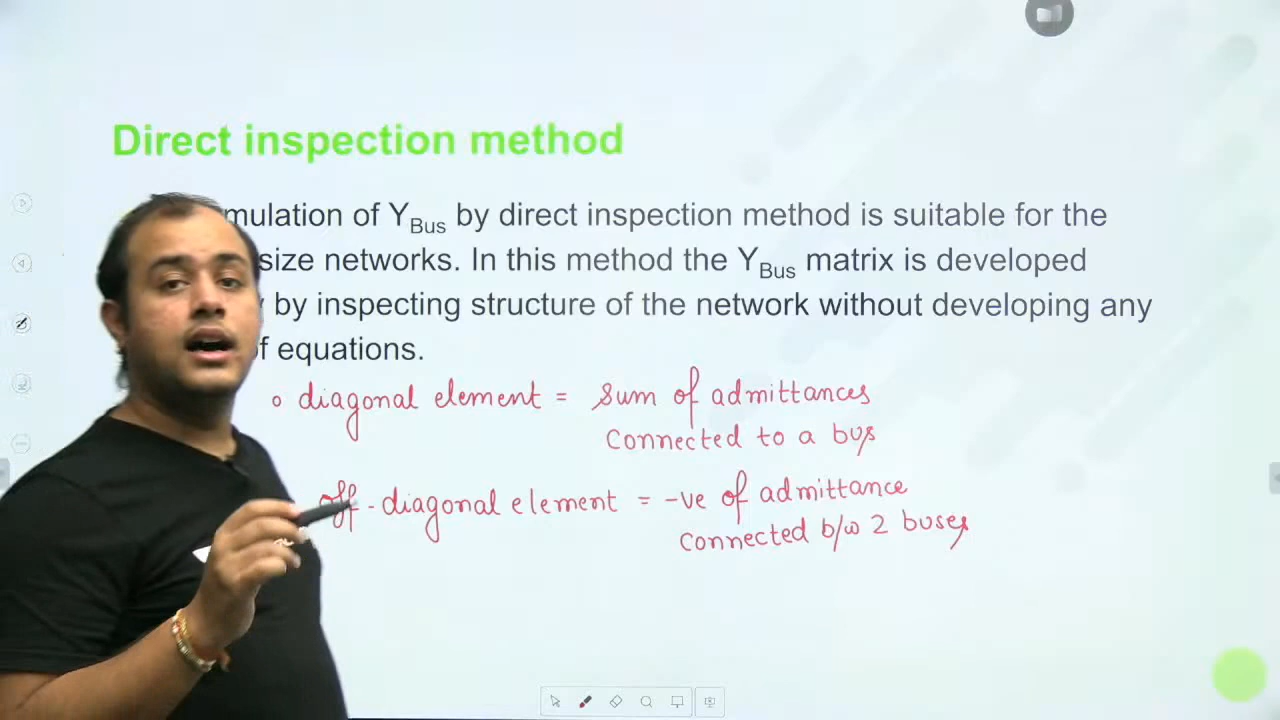 Direct inspection method
mulation of YBus by direct inspection method is suitable for the
size networks. In this method the YBus matrix is developed
by inspecting structure of the network without developing any
of equations.
o diagonal element = Sum of admittances
Connected to a bus
off-diagonal element = -ve of admittance
Connected b/w 2 buses